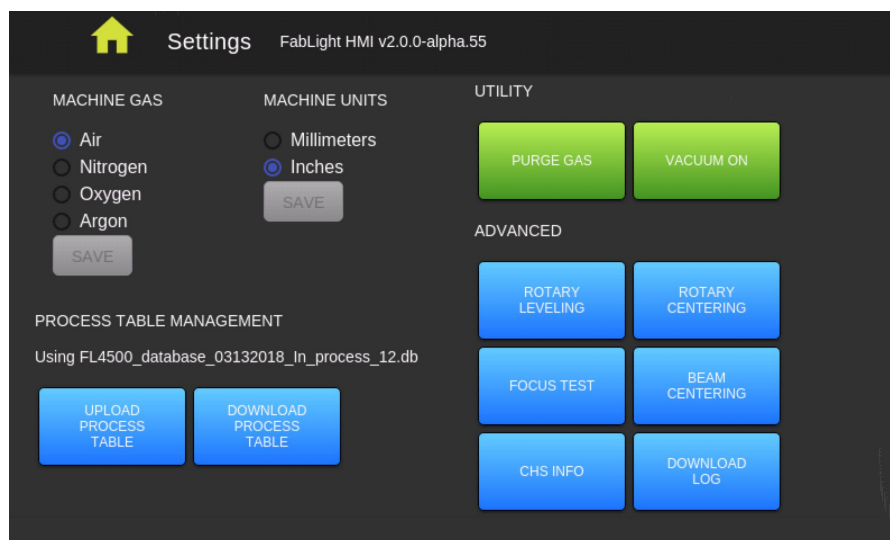 Settings FabLight HMI v2.0.0-alpha.55
MACHINE GAS
Air
Nitrogen
Oxygen
Argon
SAVE
MACHINE UNITS
Millimeters
Inches
SAVE
PROCESS TABLE MANAGEMENT
Using FL4500_database_03132018_In_process_12.db
UPLOAD
PROCESS
TABLE
DOWNLOAD
PROCESS
TABLE
UTILITY
PURGE GAS
VACUUM ON
ADVANCED
ROTARY
LEVELING
ROTARY
CENTERING
FOCUS TEST
BEAM
CENTERING
CHS INFO
DOWNLOAD
LOG